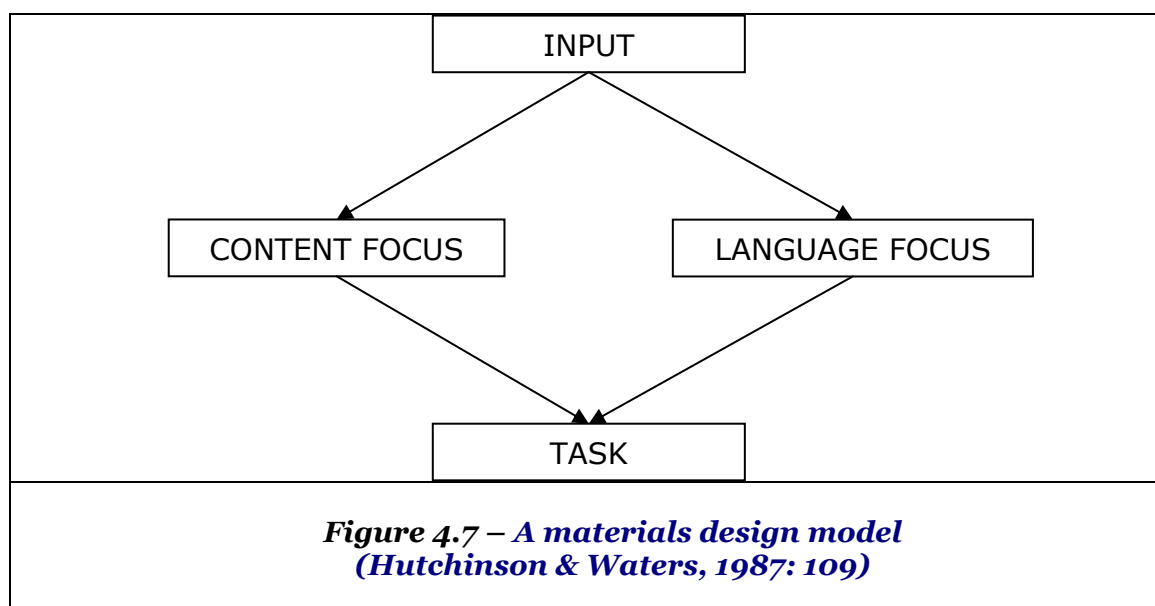 INPUT
CONTENT FOCUS
LANGUAGE FOCUS
TASK
Figure 4.7 – A materials design model
(Hutchinson & Waters, 1987: 109)